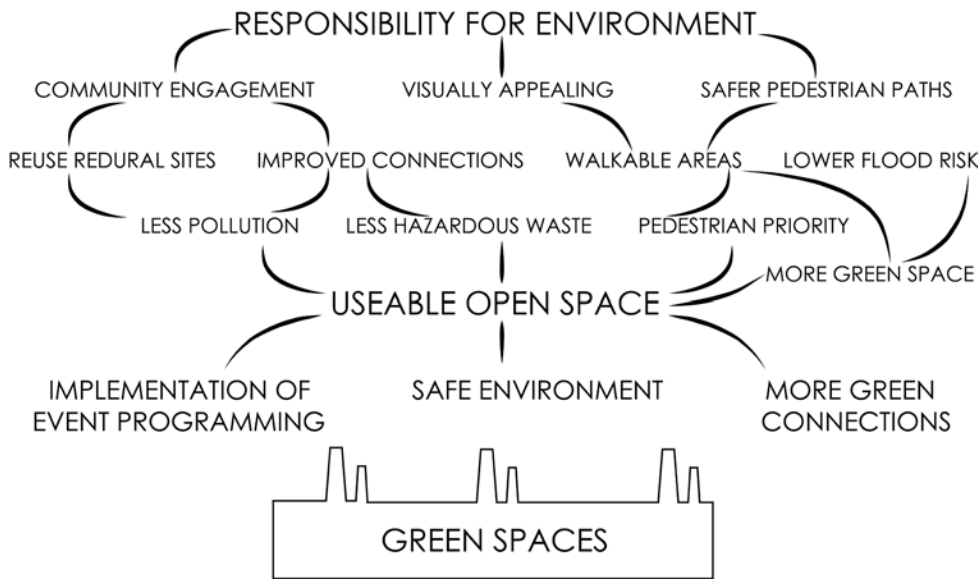 RESPONSIBILITY FOR ENVIRONMENT
COMMUNITY ENGAGEMENT
VISUALLY APPEALING
SAFER PEDESTRIAN PATHS
REUSE REDURAL SITES
IMPROVED CONNECTIONS
WALKABLE AREAS
LOWER FLOOD RISK
LESS POLLUTION
LESS HAZARDOUS WASTE
PEDESTRIAN PRIORITY
MORE GREEN SPACE
USEABLE OPEN SPACE
IMPLEMENTATION OF
EVENT PROGRAMMING
SAFE ENVIRONMENT
MORE GREEN
CONNECTIONS
GREEN SPACES